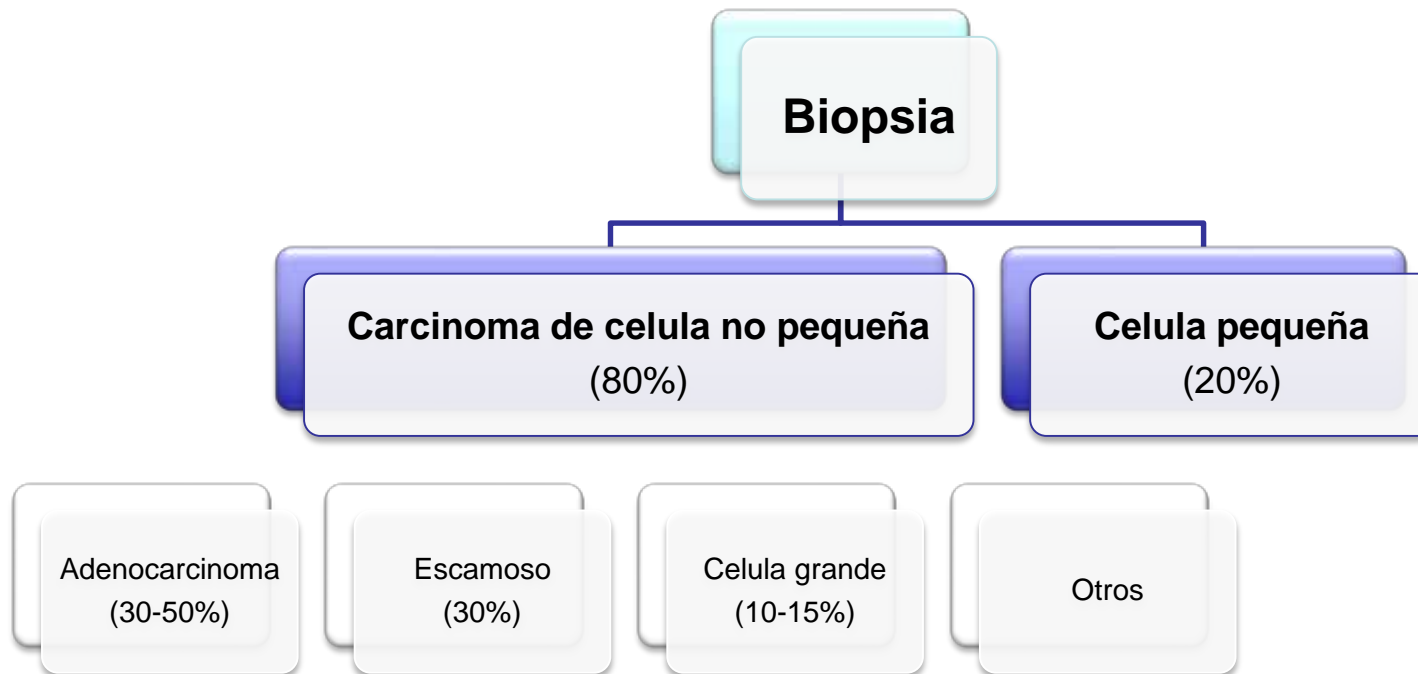 Biopsia
Carcinoma de celula no pequeña
(80%)
Celula pequeña
(20%)
Adenocarcinoma
(30-50%)
Escamoso
(30%)
Celula grande
(10-15%)
Otros